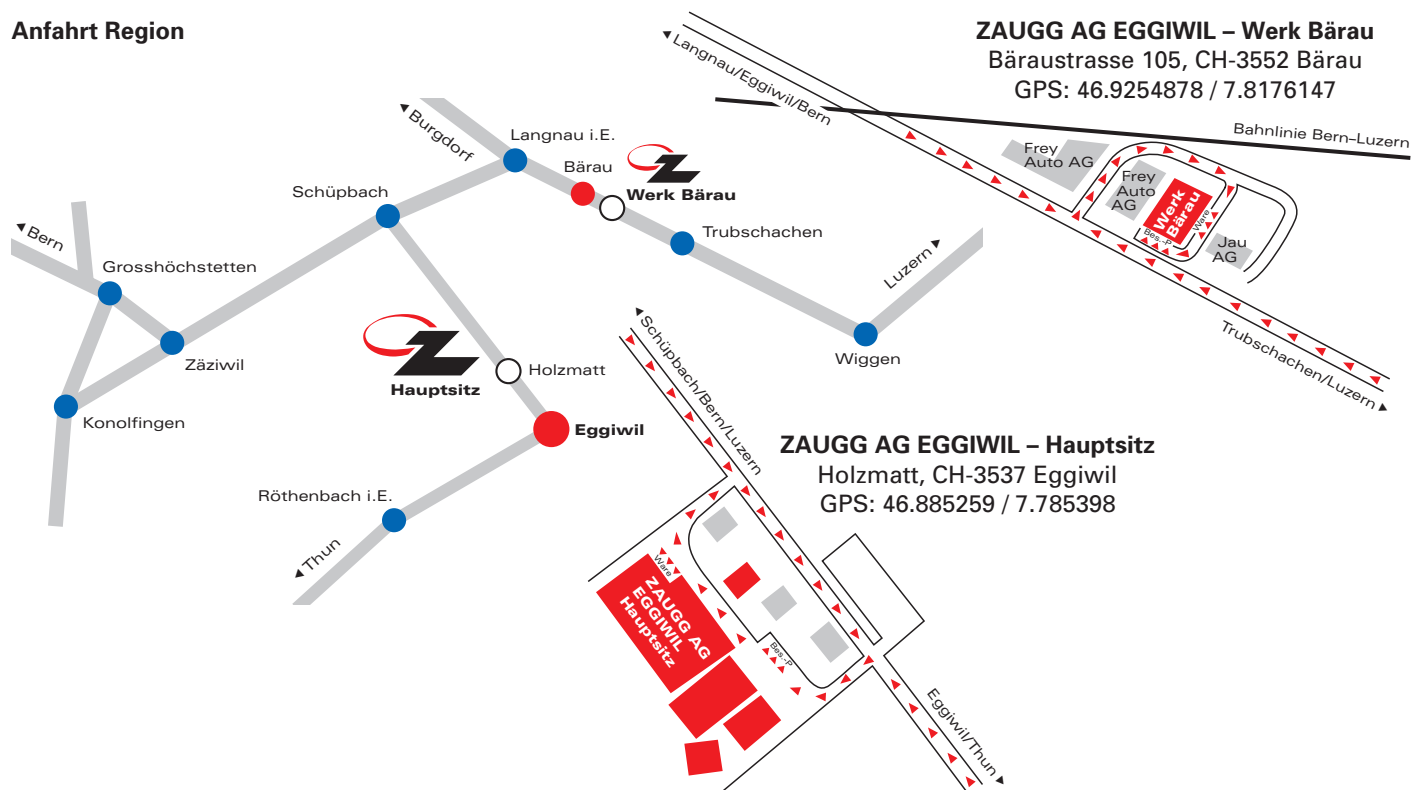 Anfahrt Region
ZAUGG AG EGGIWIL – Werk Bärau
Bäraustrasse 105, CH-3552 Bärau
GPS: 46.9254878 / 7.8176147
Langnau/Eggiwil/Bern
Bahnlinie Bern–Luzern
Frey
Auto AG
Frey
Auto
AG
Werk
Bärau
Ware
Bes.-P
Jau
AG
Trubschachen/Luzern
Burgdorf
Langnau i.E.
Bärau
Werk Bärau
Schüpbach
Trubschachen
Bern
Grosshöchstetten
Luzern
Zäziwil
Wiggen
Holzmatt
Hauptsitz
Konolfingen
Eggiwil
Röthenbach i.E.
Thun
ZAUGG AG EGGIWIL – Hauptsitz
Holzmatt, CH-3537 Eggiwil
GPS: 46.885259 / 7.785398
Schüpbach/Bern/Luzern
Ware
ZAUGG AG
EGGIWIL
Hauptsitz
Bes.-P
Eggiwil/Thun